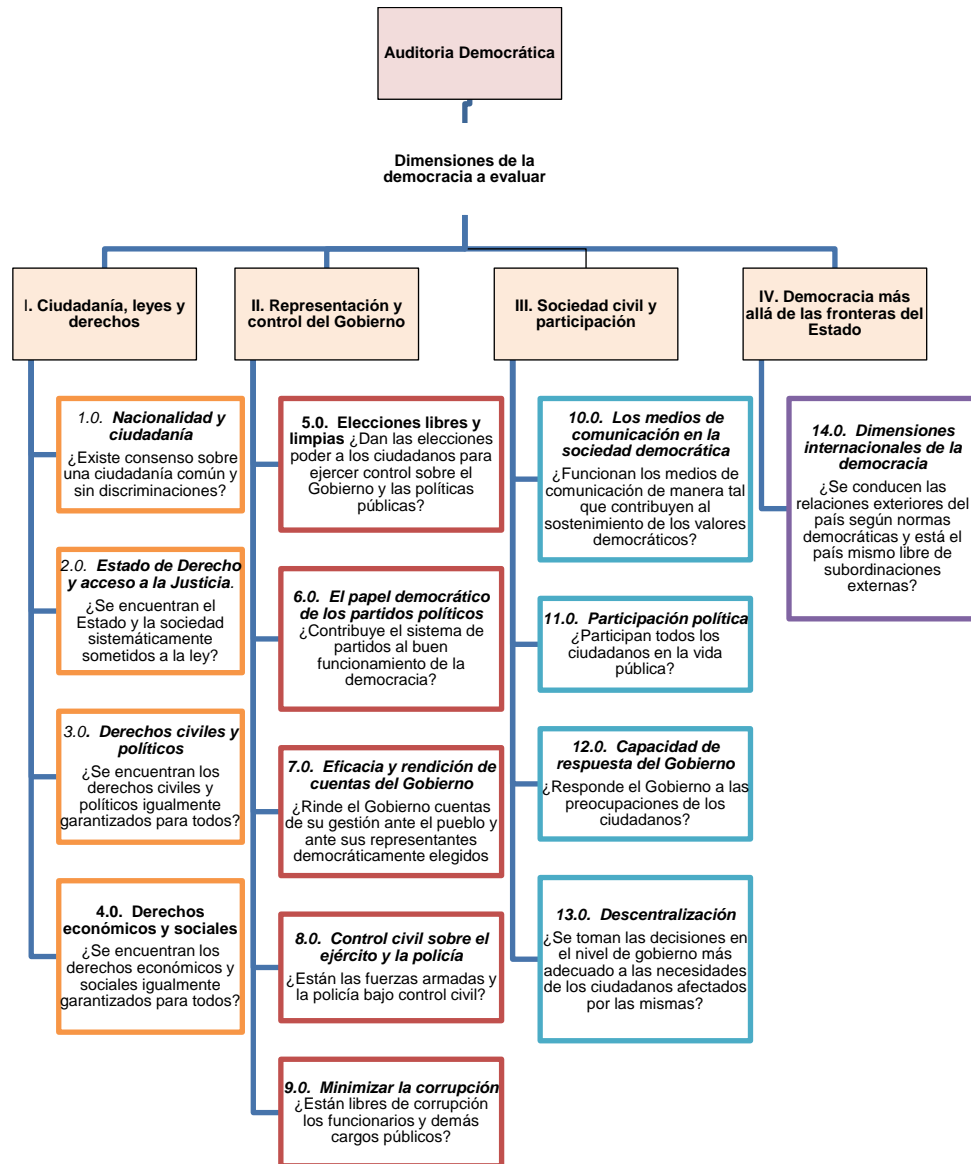 Auditoria Democrática
Dimensiones de la
democracia a evaluar
I. Ciudadanía, leyes y
derechos
II. Representación y
control del Gobierno
III. Sociedad civil y
participación
IV. Democracia más
allá de las fronteras del
Estado
1.0. Nacionalidad y
ciudadanía
¿Existe consenso sobre
una ciudadanía común y
sin discriminaciones?
2.0. Estado de Derecho
y acceso a la Justicia.
¿Se encuentran el
Estado y la sociedad
sistemáticamente
sometidos a la ley?
3.0. Derechos civiles y
políticos
¿Se encuentran los
derechos civiles y
políticos igualmente
garantizados para todos?
4.0. Derechos
económicos y sociales
¿Se encuentran los
derechos económicos y
sociales igualmente
garantizados para todos?
5.0. Elecciones libres y
limpias ¿Dan las elecciones
poder a los ciudadanos para
ejercer control sobre el
Gobierno y las políticas
públicas?
6.0. El papel democrático
de los partidos políticos
¿Contribuye el sistema de
partidos al buen
funcionamiento de la
democracia?
7.0. Eficacia y rendición de
cuentas del Gobierno
¿Rinde el Gobierno cuentas
de su gestión ante el pueblo y
ante sus representantes
democráticamente elegidos
8.0. Control civil sobre el
ejército y la policía
¿Están las fuerzas armadas y
la policía bajo control civil?
9.0. Minimizar la corrupción
¿Están libres de corrupción
los funcionarios y demás
cargos públicos?
10.0. Los medios de
comunicación en la
sociedad democrática
¿Funcionan los medios de
comunicación de manera tal
que contribuyen al
sostenimiento de los valores
democráticos?
11.0. Participación política
¿Participan todos los
ciudadanos en la vida
pública?
12.0. Capacidad de
respuesta del Gobierno
¿Responde el Gobierno a las
preocupaciones de los
ciudadanos?
13.0. Descentralización
¿Se toman las decisiones en
el nivel de gobierno más
adecuado a las necesidades
de los ciudadanos afectados
por las mismas?
14.0. Dimensiones
internacionales de la
democracia
¿Se conducen las
relaciones exteriores del
país según normas
democráticas y está el
país mismo libre de
subordinaciones
externas?